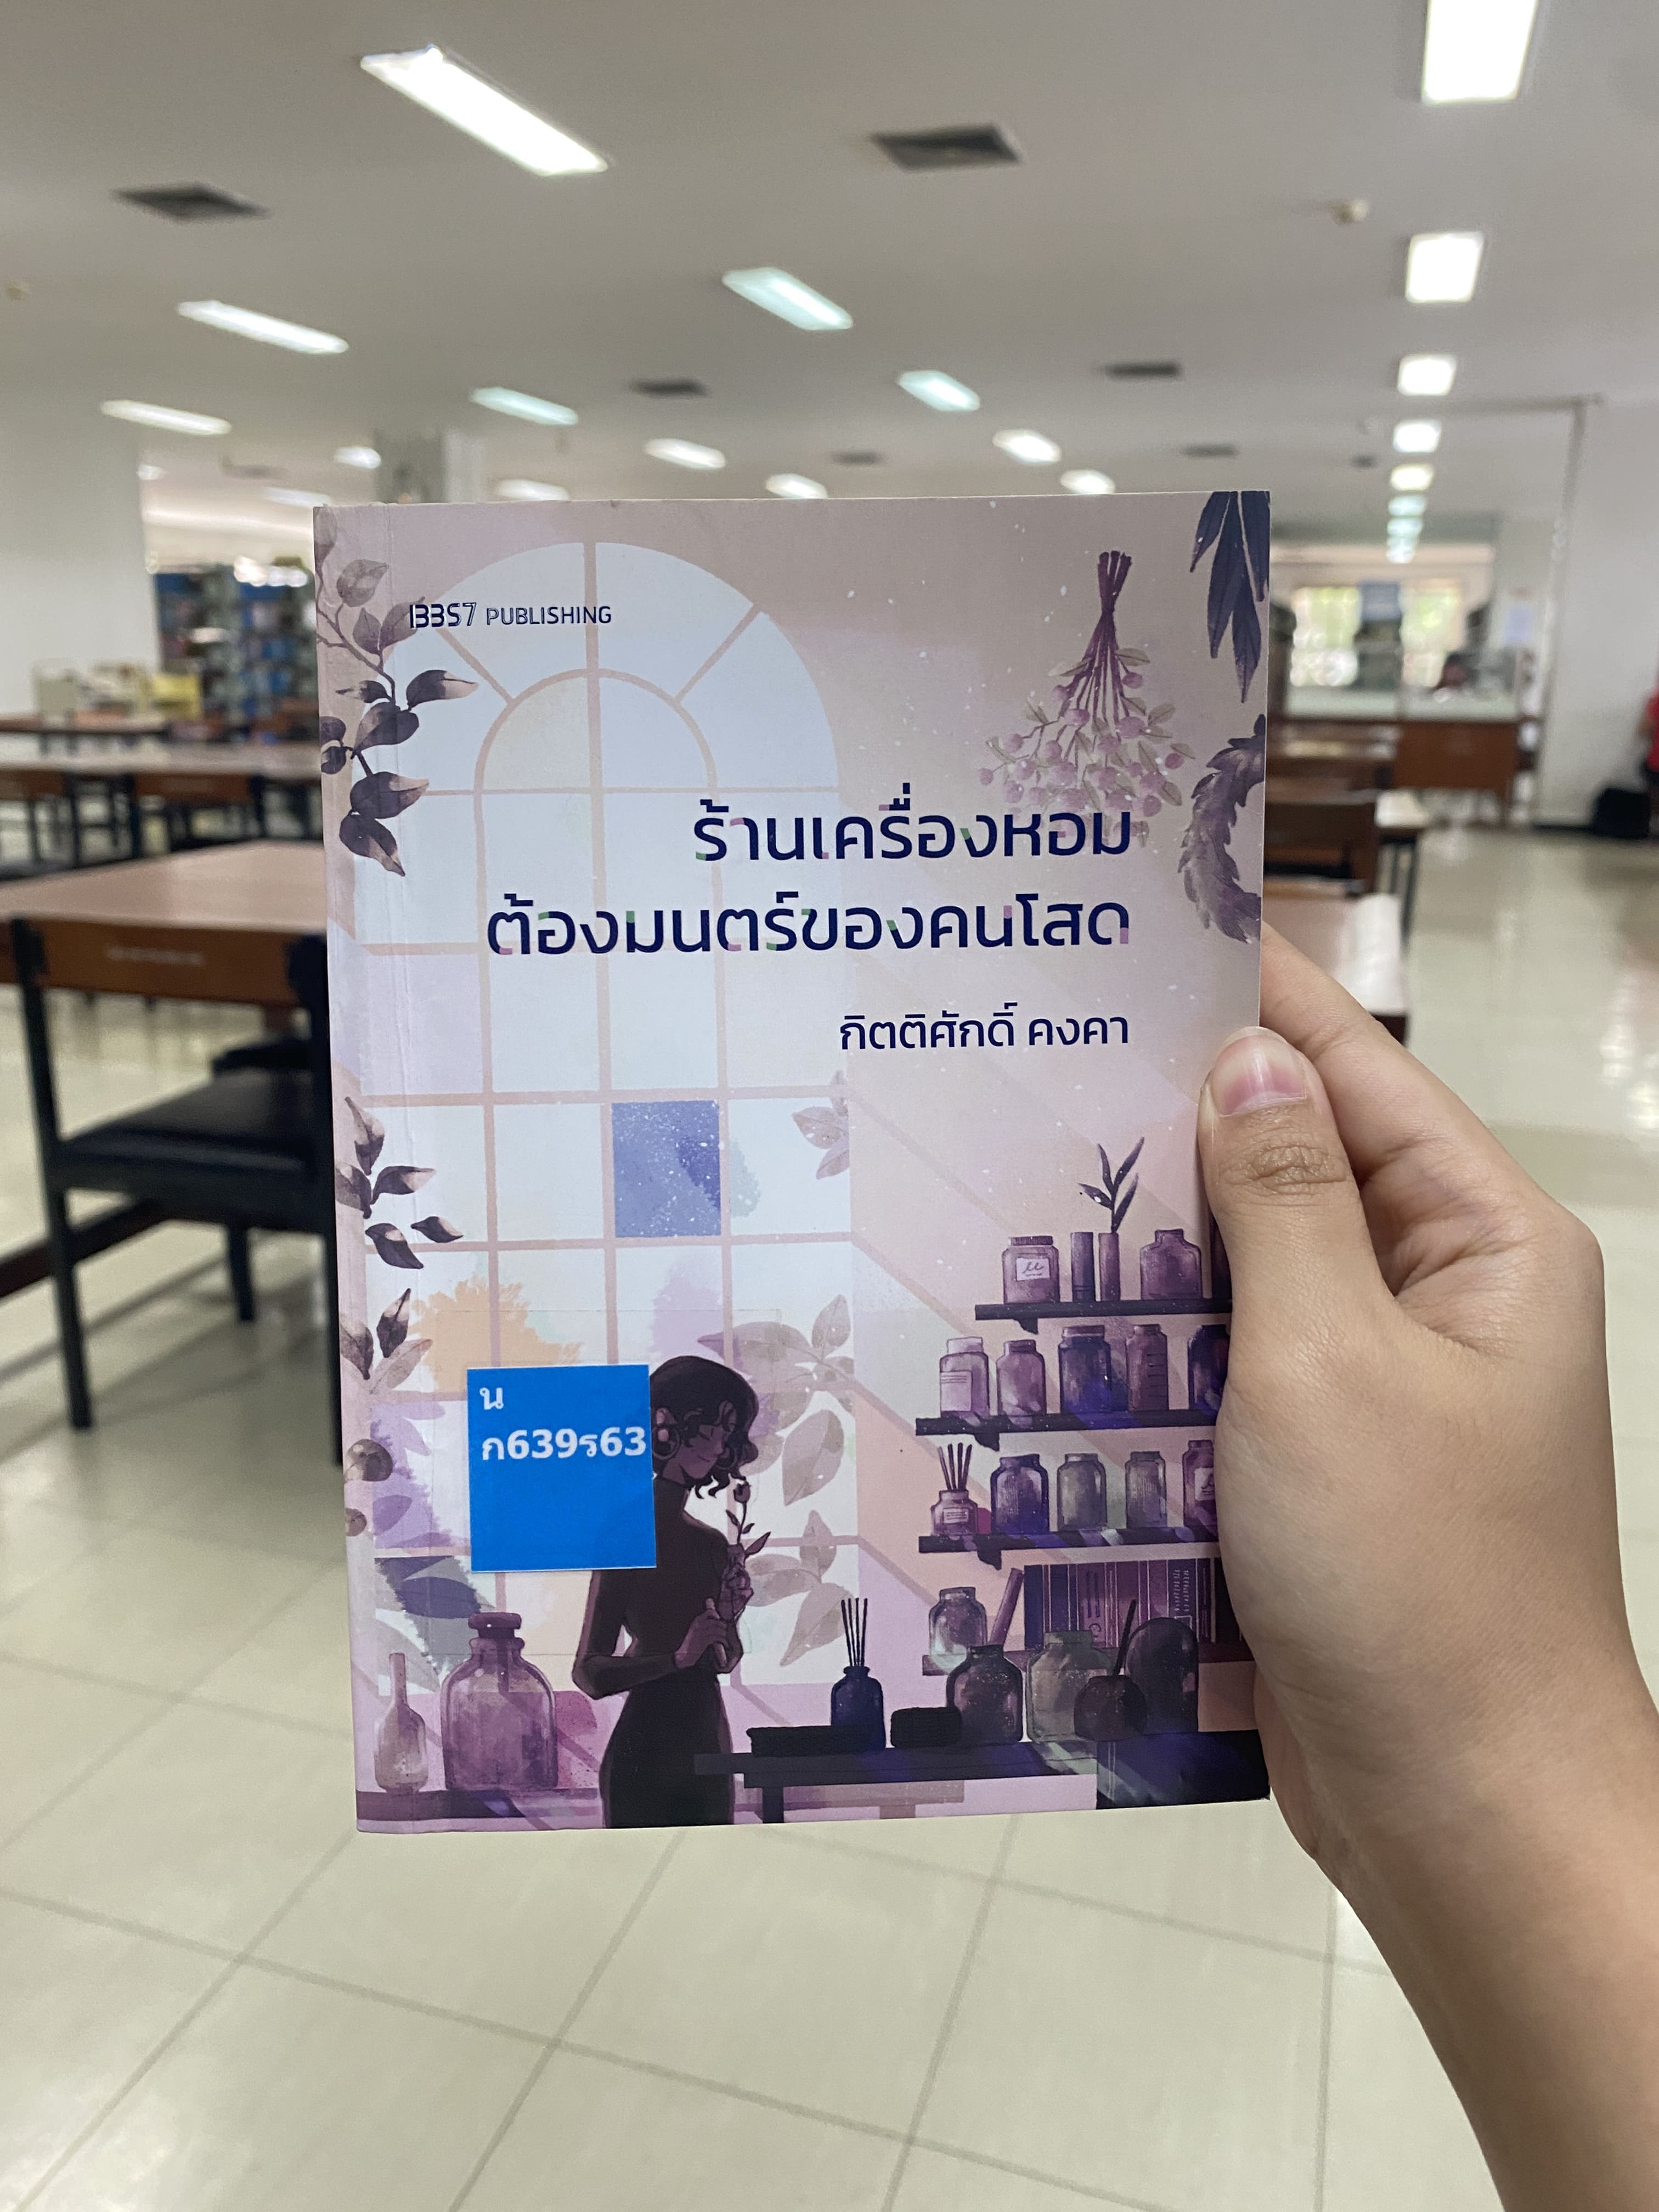 13357 PUBLISHING
ร้านเครื่องหอม
ต้องมนตร์ของคนโสด
กิตติศักดิ์ คงคา
น
ก639ร63